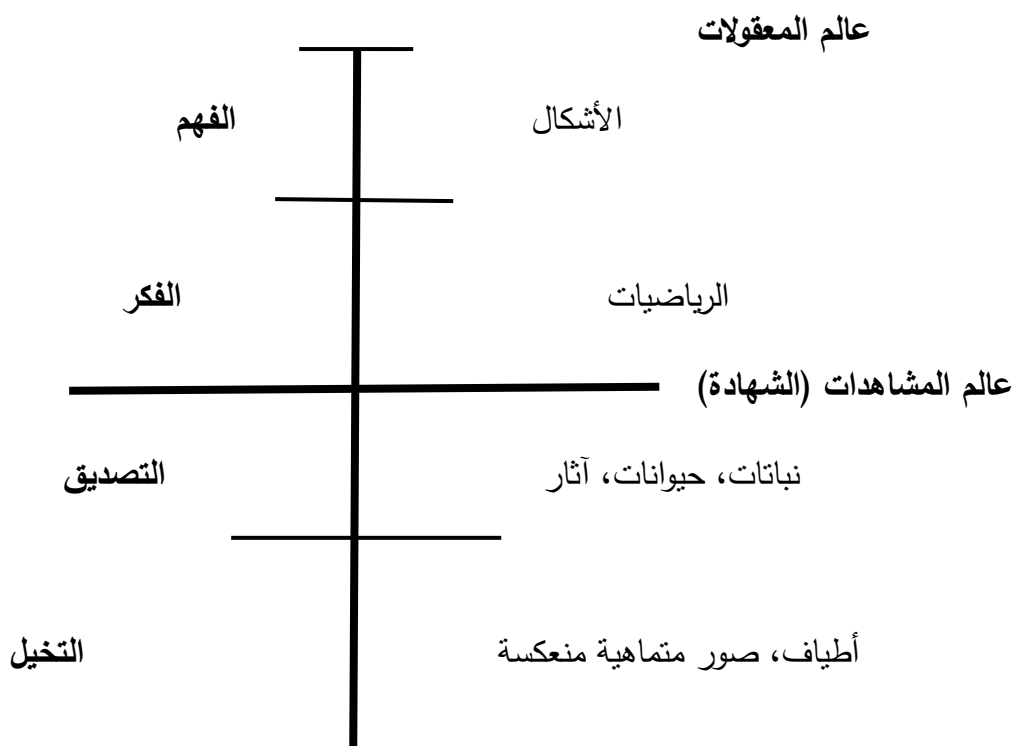 عالم المعقولات
الأشكال
الفهم
الرياضيات
الفكر
عالم المشاهدات (الشهادة)
نباتات، حيوانات، آثار
التصديق
أطياف، صور متماهية منعكسة
التخيل